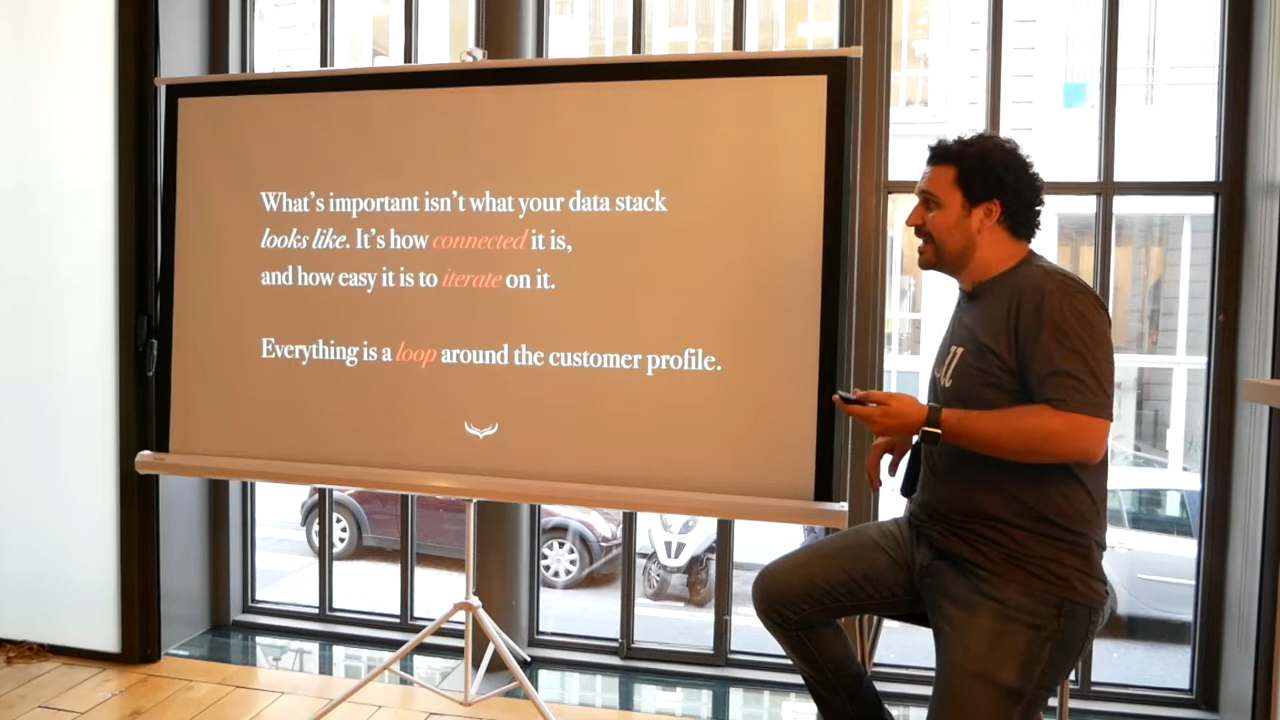 What's important isn't what your data stack
looks like. It's how connected it is,
and how easy it is to iterate on it.
Everything is a loop around the customer profile.